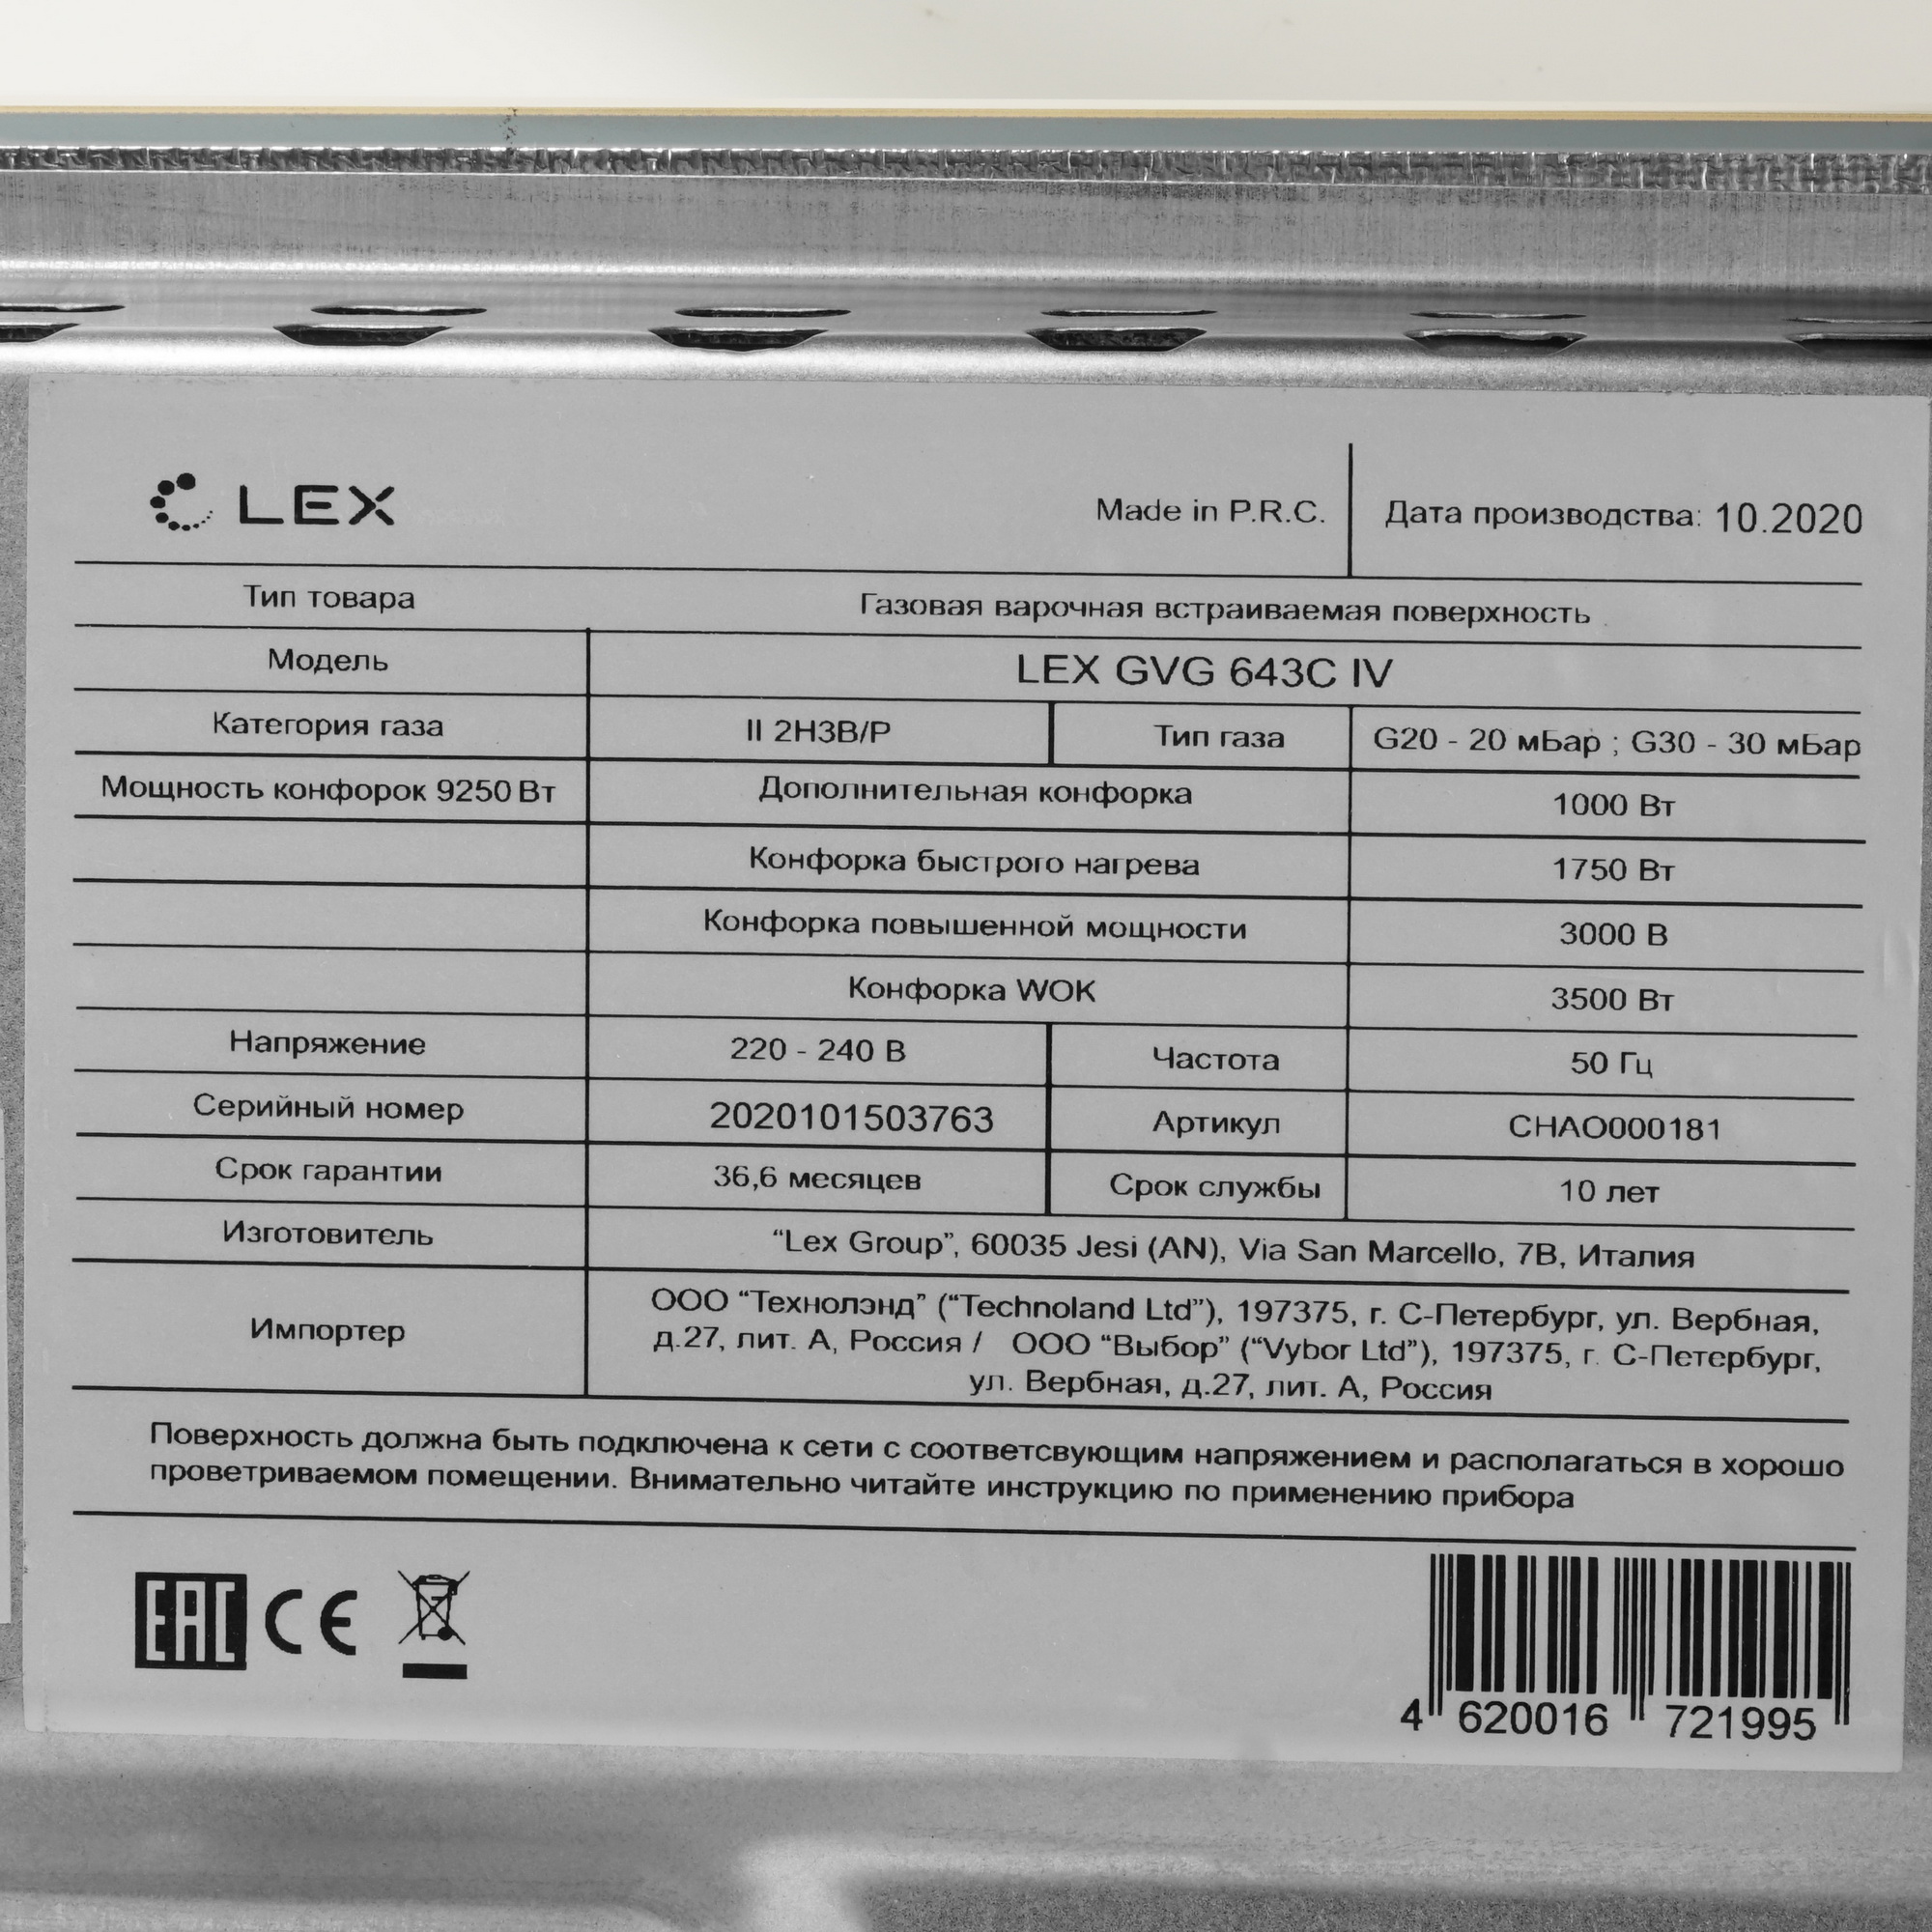 LEX
Made in P.R.C.
Дата производства: 10.2020
Тип товара
Газовая варочная встраиваемая поверхность
Модель
LEX GVG 643C IV
Категория газа
II 2H3B/P
Тип газа
G20 - 20 мБар ; G30 - 30 мБар
Мощность конфорок 9250 Вт
Дополнительная конфорка
1000 Вт
Конфорка быстрого нагрева
1750 Вт
Конфорка повышенной мощности
3000 В
Конфорка WOK
3500 Вт
Напряжение
220 - 240 В
Частота
50 Гц
Серийный номер
2020101503763
Артикул
CHAO000181
Срок гарантии
36,6 месяцев
Срок службы
10 лет
Изготовитель
“Lex Group”, 60035 Jesi (AN), Via San Marcello, 7B, Италия
Импортер
ООО “Технолэнд” (“Technoland Ltd”), 197375, г. С-Петербург, ул. Вербная,
д.27, лит. А, Россия / ООО “Выбор” (“Vybor Ltd”), 197375, г. С-Петербург,
ул. Вербная, д.27, лит. А, Россия
Поверхность должна быть подключена к сети с соответсвующим напряжением и располагаться в хорошо
проветриваемом помещении. Внимательно читайте инструкцию по применению прибора
EAC CE
4 620016 721995